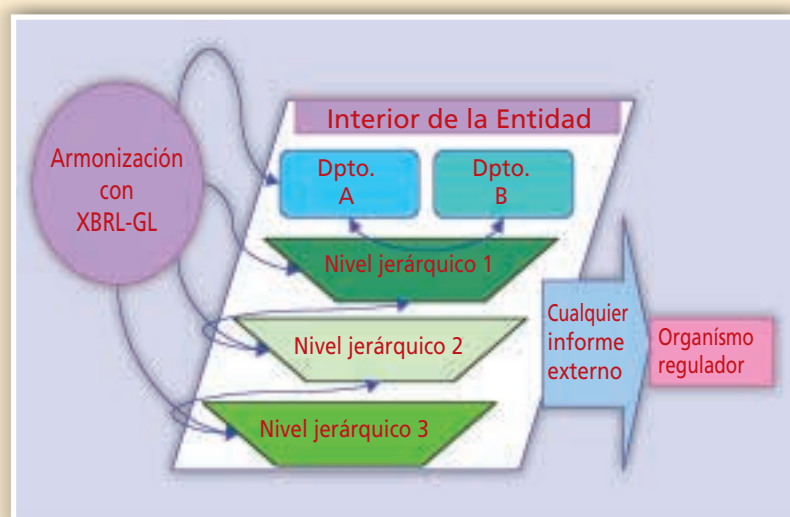 Interior de la Entidad
Armonización
con
XBRL-GL
Dpto.
A
Dpto.
B
Nivel jerárquico 1
Nivel jerárquico 2
Nivel jerárquico 3
Cualquier
informe
externo
Organísmo
regulador